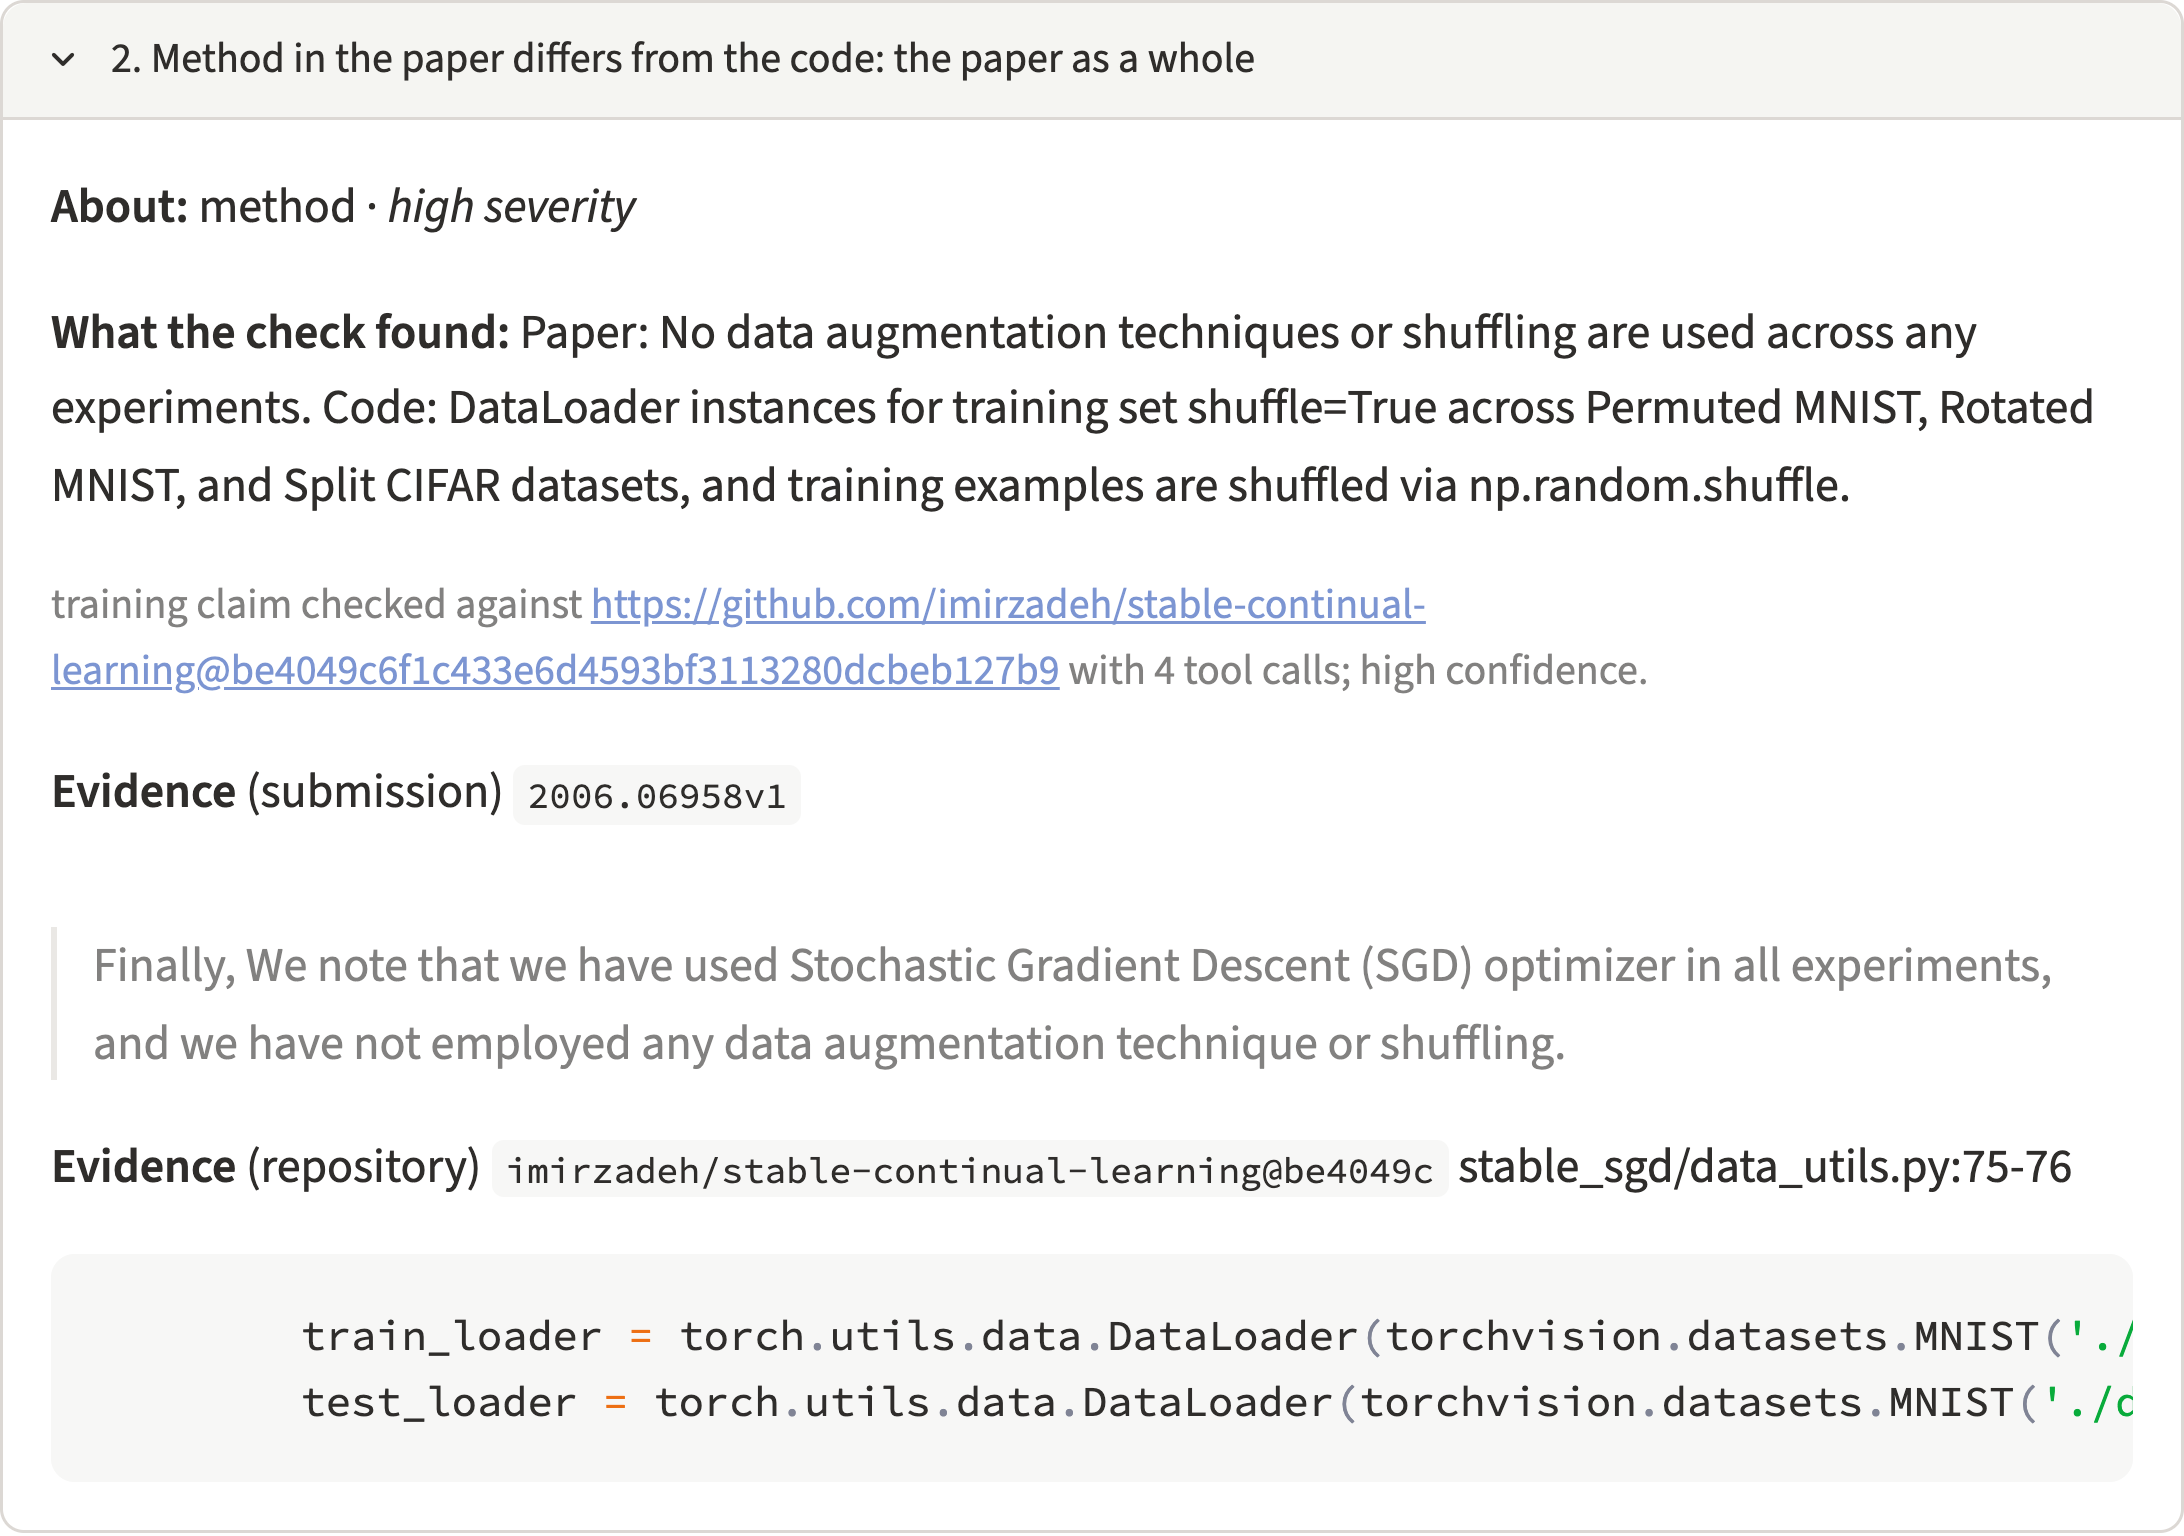 2. Method in the paper differs from the code: the paper as a whole
About: method · high severity
What the check found: Paper: No data augmentation techniques or shuffling are used across any
experiments. Code: DataLoader instances for training set shuffle=True across Permuted MNIST, Rotated
MNIST, and Split CIFAR datasets, and training examples are shuffled via np.random.shuffle.
training claim checked against https://github.com/imirzadeh/stable-continual-
learning@be4049c6f1c433e6d4593bf3113280dcbeb127b9 with 4 tool calls; high confidence.
Evidence (submission) 2006.06958v1
Finally, We note that we have used Stochastic Gradient Descent (SGD) optimizer in all experiments,
and we have not employed any data augmentation technique or shuffling.
Evidence (repository) imirzadeh/stable-continual-learning@be4049c stable_sgd/data_utils.py:75-76
train_loader = torch.utils.data.DataLoader(torchvision.datasets.MNIST('./
test_loader = torch.utils.data.DataLoader(torchvision.datasets.MNIST('./d